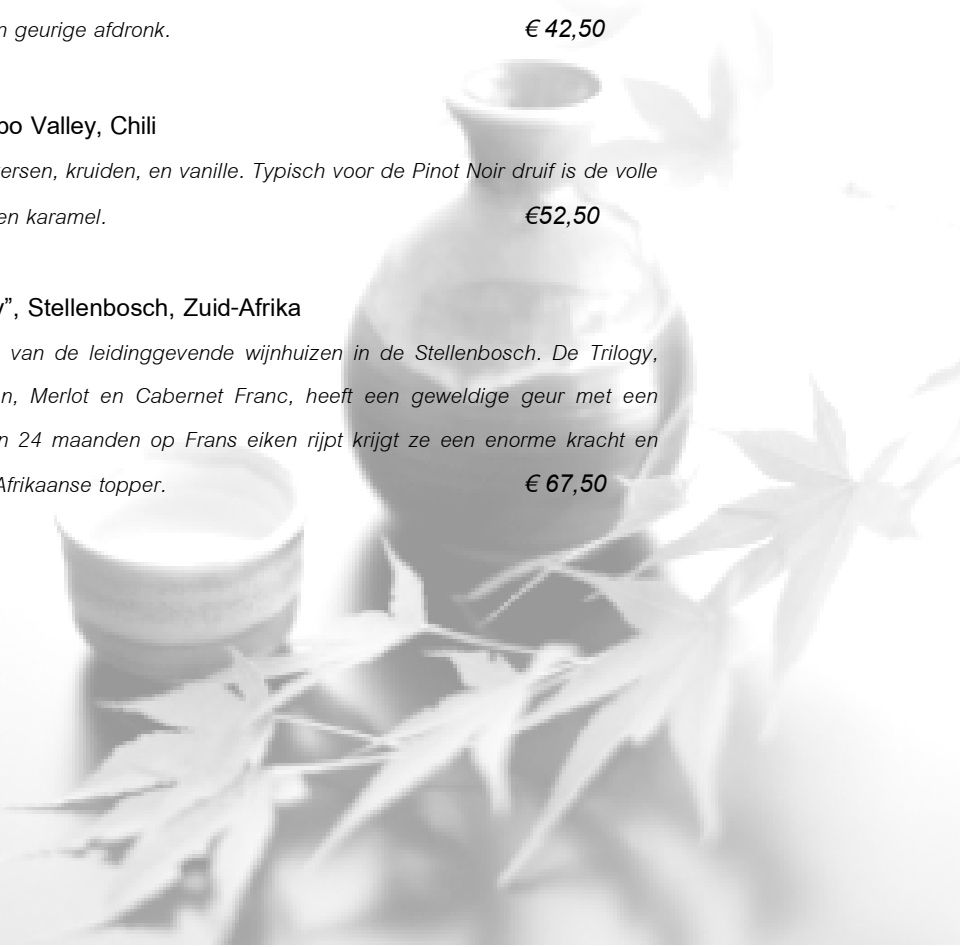 geurige afdronk. € 42,50
Valley, Chili
kruiden, en vanille. Typisch voor de Pinot Noir druif is de volle
en karamel. €52,50
Stellenbosch, Zuid-Afrika
van de leidinggevende wijnhuizen in de Stellenbosch. De Trilogy,
Merlot en Cabernet Franc, heeft een geweldige geur met een
24 maanden op Frans eiken rijpt krijgt ze een enorme kracht en
Afrikaanse topper. € 67,50